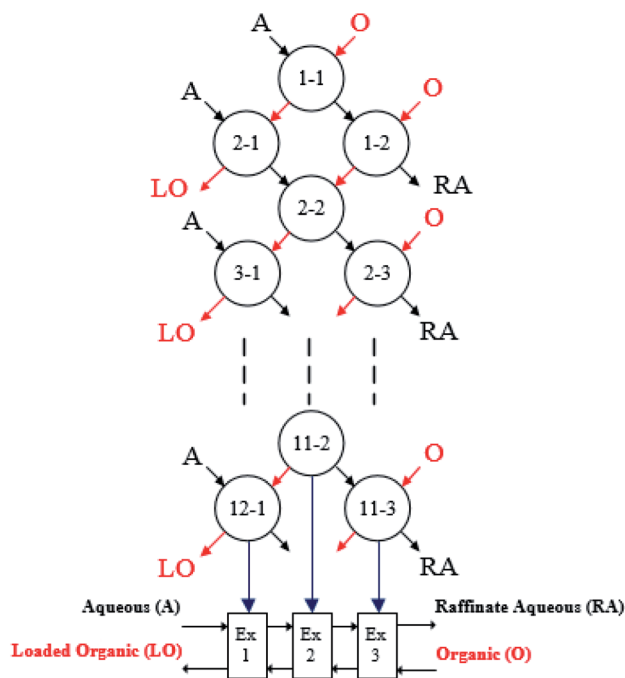 A O
1-1
A O
2-1 1-2
LO RA
2-2
A O
3-1 2-3
LO RA
11-2
A O
12-1 11-3
LO RA
Aqueous (A) Raffinate Aqueous (RA)
Ex Ex Ex
1 2 3
Loaded Organic (LO) Organic (O)